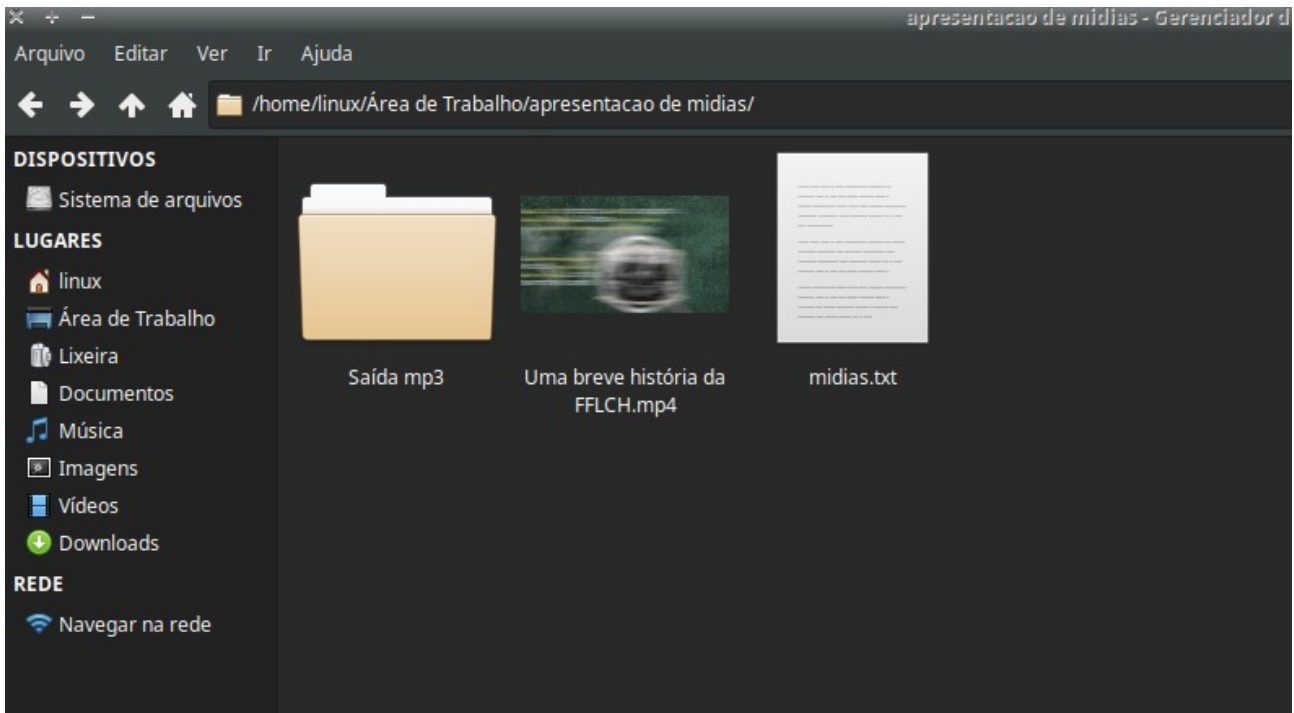 apresentacao de midias - Gerenciador d
Arquivo Editar Ver Ir Ajuda
/home/linux/Área de Trabalho/apresentacao de midias/
DISPOSITIVOS
Sistema de arquivos
LUGARES
linux
Área de Trabalho
Lixeira
Documentos
Música
Imagens
Vídeos
Downloads
REDE
Navegar na rede
Saída mp3
Uma breve história da
FFLCH.mp4
midias.txt